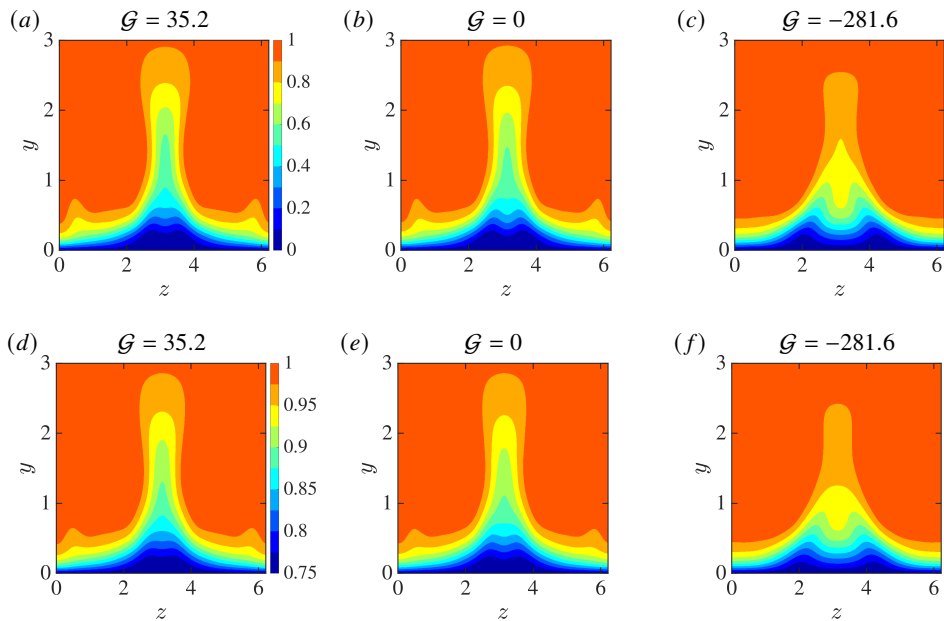 (a) 𝒢 = 35.2 (b) 𝒢 = 0 (c) 𝒢 = −281.6
3 1 3 3
0.8
2 2 2
0.6
y y y
1 0.4 1 1
0.2
0 0 0 0
0 2 4 6 0 2 4 6 0 2 4 6
z z z
(d) 𝒢 = 35.2 (e) 𝒢 = 0 (f) 𝒢 = −281.6
3 1 3 3
0.95
2 2 2
0.9
y y y
0.85
1 1 1
0.8
0 0.75 0 0
0 2 4 6 0 2 4 6 0 2 4 6
z z z